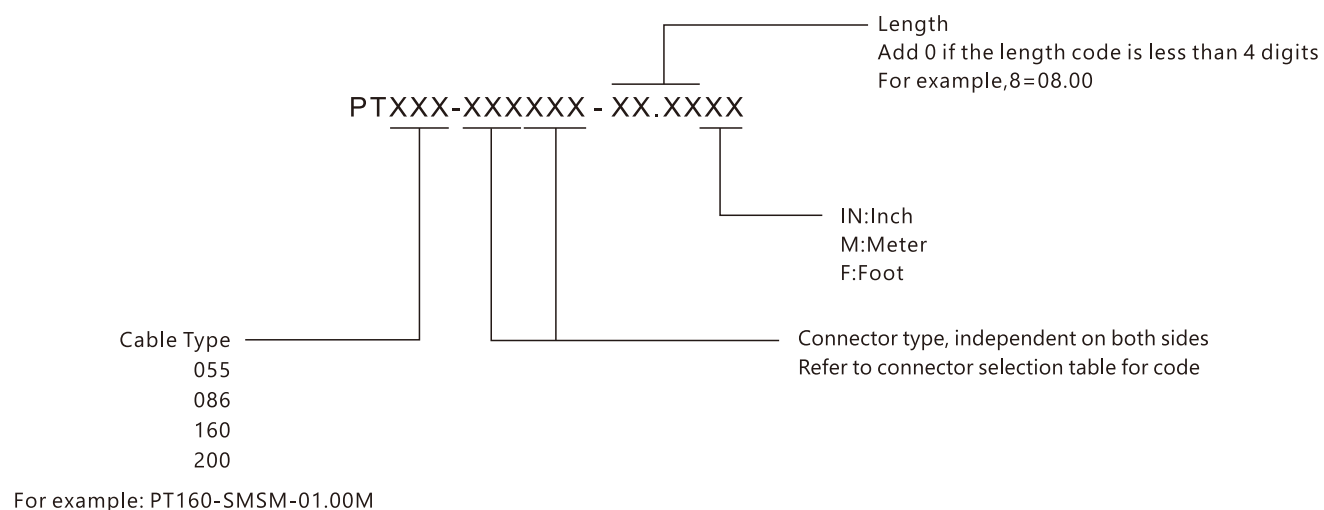 Length
Add 0 if the length code is less than 4 digits
For example,8=08.00
PTXXX-XXXXXX - XX.XXXX
IN:Inch
M:Meter
F:Foot
Cable Type
055
086
160
200
Connector type, independent on both sides
Refer to connector selection table for code
For example: PT160-SMSM-01.00M